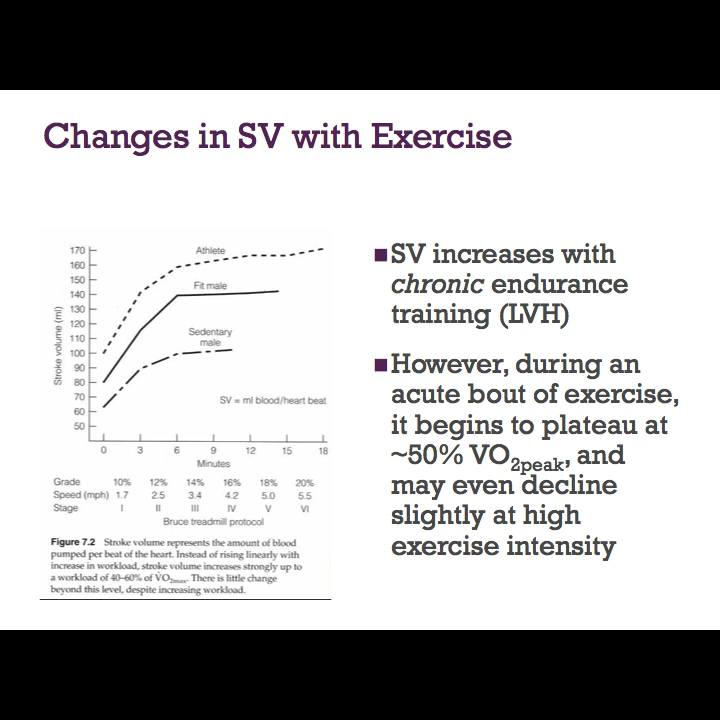 Changes in SV with Exercise
170
160
150
140
130
120
110
100
90
80
70
60
50
Stroke volume (ml)
Athlete
Fit male
Sedentary
male
SV = ml blood/heart beat
0 3 6 9 12 15 18
Minutes
Grade 10% 12% 14% 16% 18% 20%
Speed (mph) 1.7 2.5 3.4 4.2 5.0 5.5
Stage I II III IV V VI
Bruce treadmill protocol
Figure 7.2 Stroke volume represents the amount of blood
pumped per beat of the heart. Instead of rising linearly with
increase in workload, stroke volume increases strongly up to
a workload of 40–60% of V̇O2max. There is little change
beyond this level, despite increasing workload.
■SV increases with
chronic endurance
training (LVH)
■However, during an
acute bout of exercise,
it begins to plateau at
~50% VO2peak, and
may even decline
slightly at high
exercise intensity